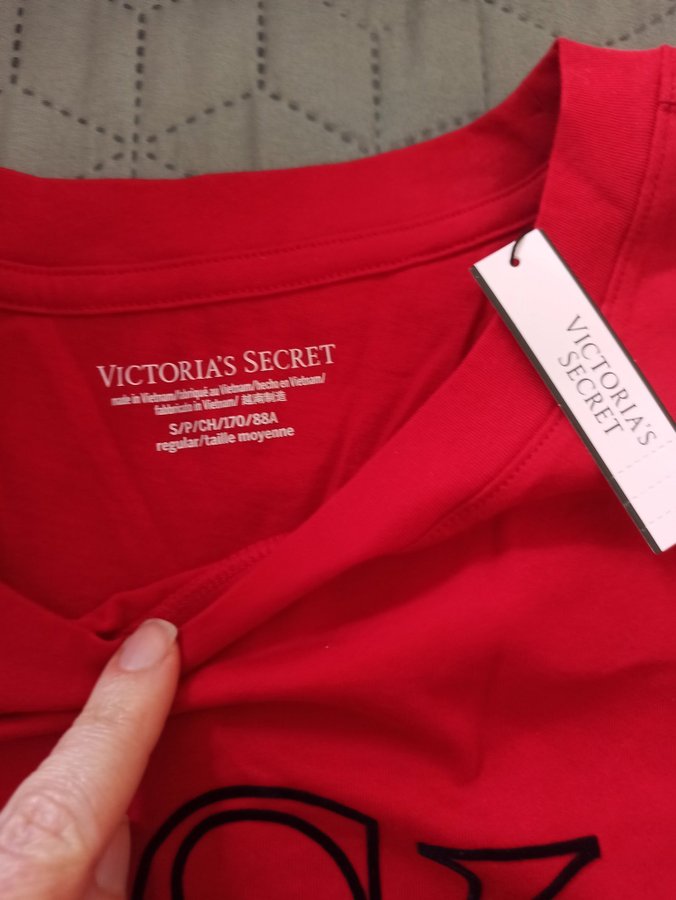 VICTORIA'S SECRET
made in Vietnam/fabriqué au Vietnam/hecho en Vietnam/
fabbricato in Vietnam/ 越南制造
S/P/CH/170/88A
regular/taille moyenne
VICTORIA'S
SECRET